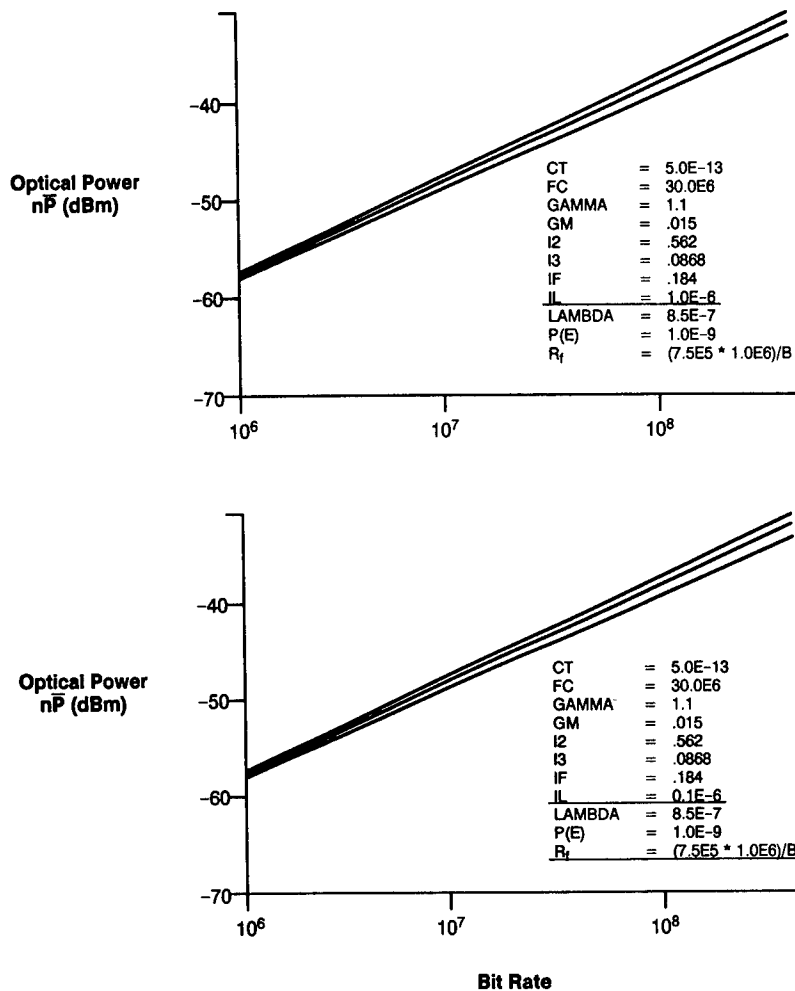 -40
-50
-60
-70
Optical Power
nP̅ (dBm)
CT = 5.0E-13
FC = 30.0E6
GAMMA = 1.1
GM = .015
I2 = .562
I3 = .0868
IF = .184
IL = 1.0E-6
LAMBDA = 8.5E-7
P(E) = 1.0E-9
Rf = (7.5E5 * 1.0E6)/B
10⁶ 10⁷ 10⁸
-40
-50
-60
-70
Optical Power
nP̅ (dBm)
CT = 5.0E-13
FC = 30.0E6
GAMMA = 1.1
GM = .015
I2 = .562
I3 = .0868
IF = .184
IL = 0.1E-6
LAMBDA = 8.5E-7
P(E) = 1.0E-9
Rf = (7.5E5 * 1.0E6)/B
10⁶ 10⁷ 10⁸
Bit Rate